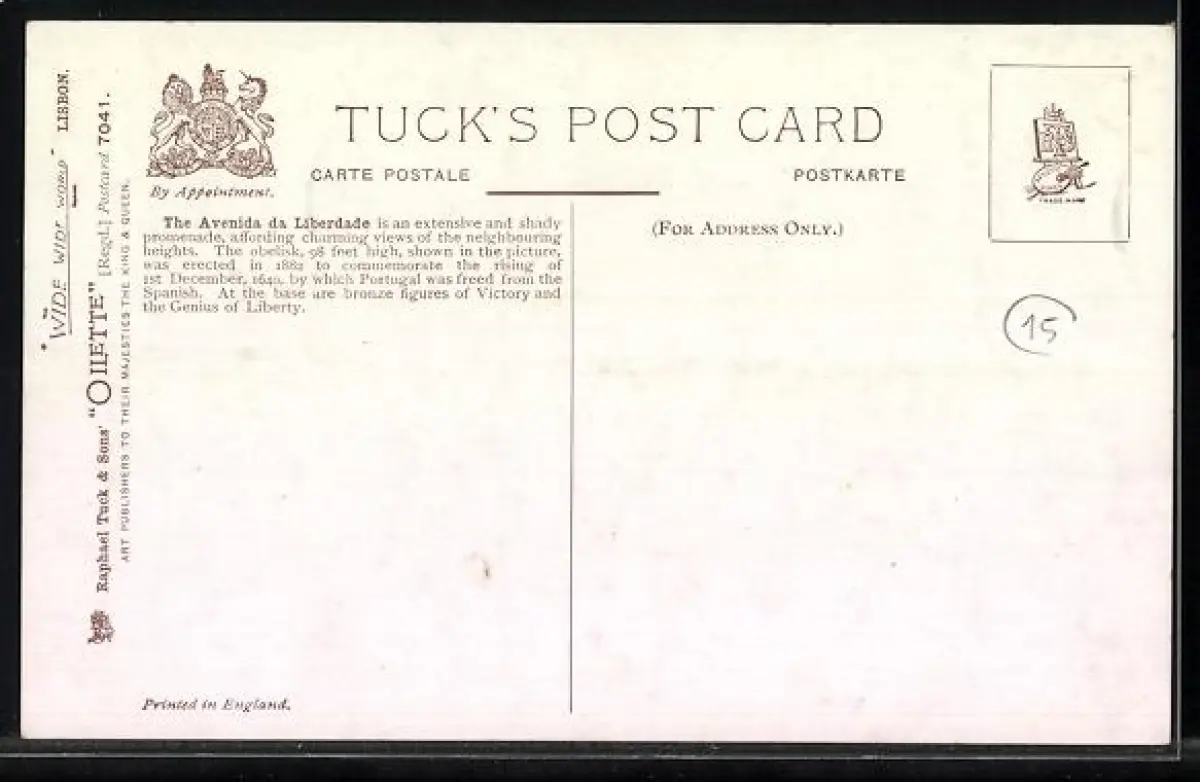 "WIDE WIDE WORLD" LISBON.
Raphael Tuck & Sons' "OILETTE" [Regd.] Postcard 7041.
ART PUBLISHERS TO THEIR MAJESTIES THE KING & QUEEN.
By Appointment.
TUCK'S POST CARD
CARTE POSTALE
POSTKARTE
The Avenida da Liberdade is an extensive and shady
promenade, affording charming views of the neighbouring
heights. The obelisk, 98 feet high, shown in the picture,
was erected in 1882 to commemorate the rising of
1st December, 1640, by which Portugal was freed from the
Spanish. At the base are bronze figures of Victory and
the Genius of Liberty.
(FOR ADDRESS ONLY.)
TRADE MARK
15
Printed in England.